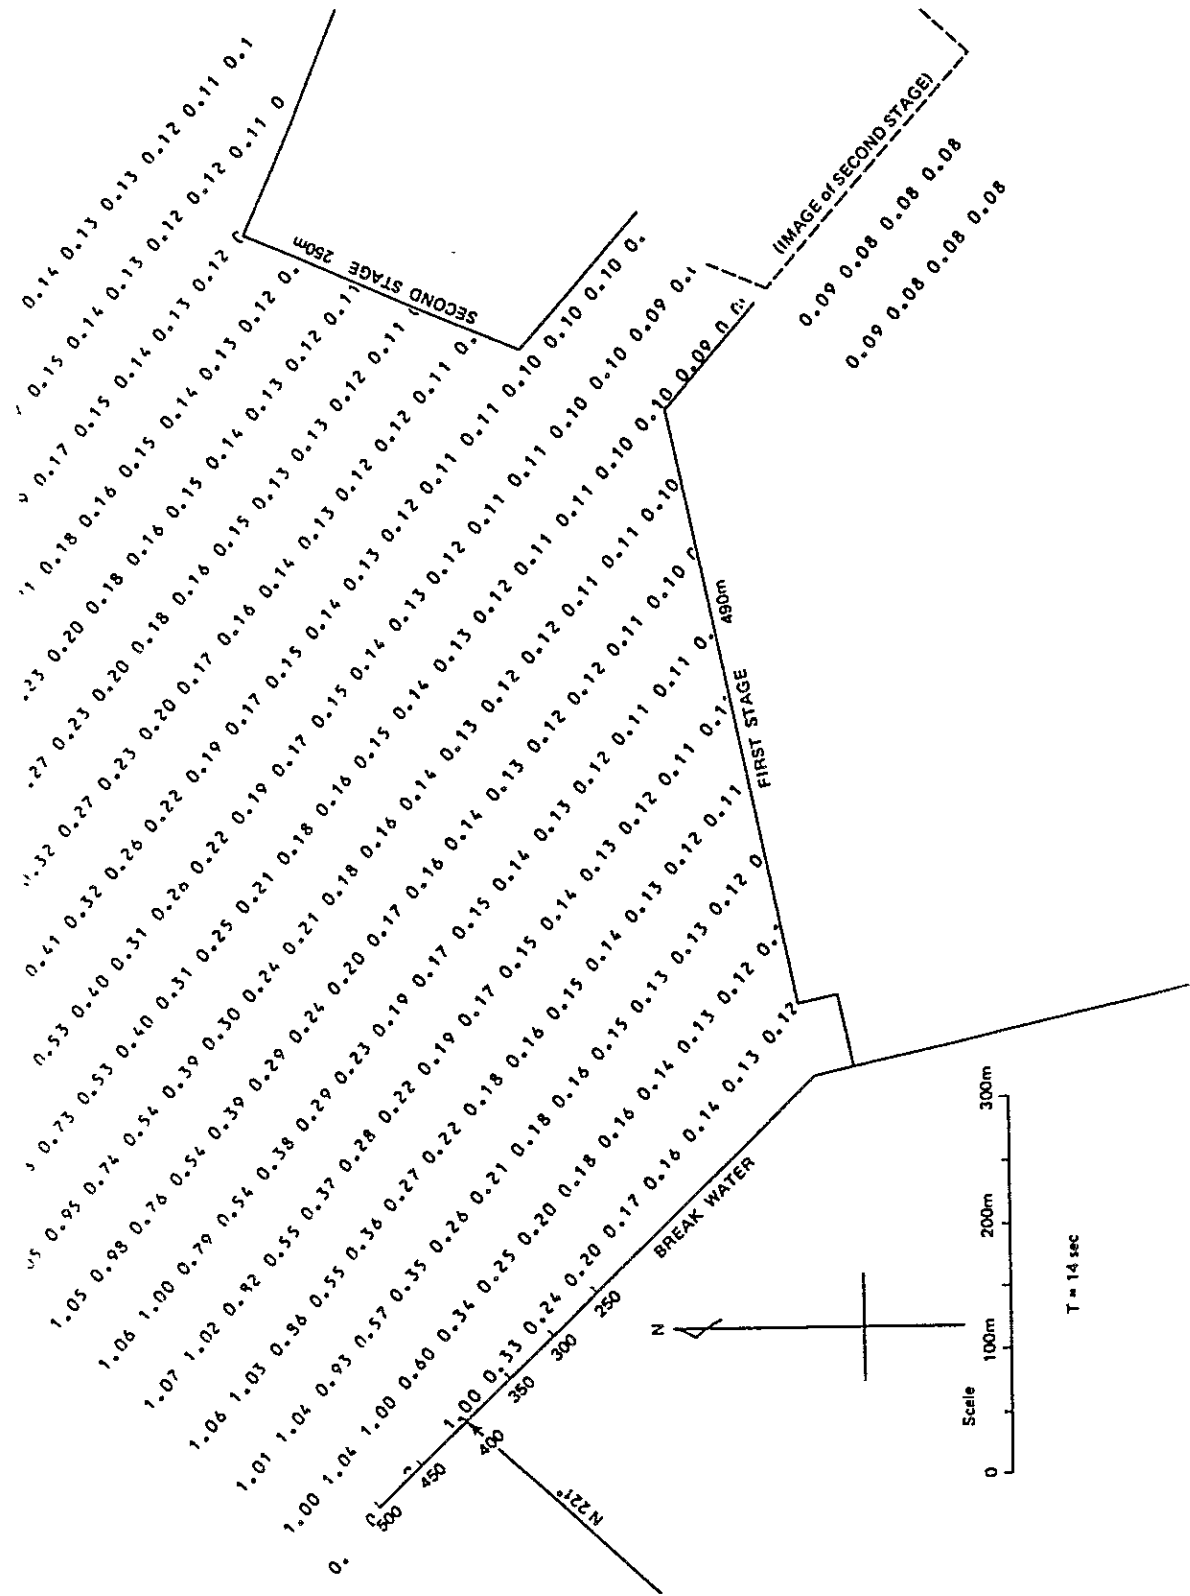 0.14 0.13 0.13 0.12 0.11 0.1
0.15 0.14 0.13 0.12 0.12 0.11 0
0.17 0.15 0.14 0.13 0.12
0.18 0.16 0.15 0.14 0.13 0.12 0.
.23 0.20 0.18 0.16 0.15 0.14 0.13 0.12 0.11
.27 0.23 0.20 0.18 0.16 0.15 0.13 0.13 0.12 0.11
.32 0.27 0.23 0.20 0.17 0.16 0.14 0.13 0.12 0.12 0.11 0.
0.41 0.32 0.26 0.22 0.19 0.17 0.15 0.14 0.13 0.12 0.11 0.11 0.10 0.10 0.10 0.
0.53 0.40 0.31 0.26 0.22 0.19 0.17 0.15 0.14 0.13 0.12 0.11 0.11 0.10 0.10 0.09 0.
0.73 0.53 0.40 0.31 0.25 0.21 0.18 0.16 0.15 0.14 0.13 0.12 0.11 0.11 0.10 0.10 0.09
0.95 0.74 0.54 0.39 0.30 0.24 0.21 0.18 0.16 0.14 0.13 0.12 0.12 0.11 0.11 0.10
1.05 0.98 0.76 0.54 0.39 0.29 0.24 0.20 0.17 0.16 0.14 0.13 0.12 0.12 0.11 0.10
1.06 1.00 0.79 0.54 0.38 0.29 0.23 0.19 0.17 0.15 0.14 0.13 0.12 0.11 0.11 0.
1.07 1.02 0.82 0.55 0.37 0.28 0.22 0.19 0.17 0.15 0.14 0.13 0.12 0.11
1.06 1.03 0.86 0.55 0.36 0.27 0.22 0.18 0.16 0.15 0.14 0.13 0.12 0.11
1.01 1.04 0.93 0.57 0.35 0.26 0.21 0.18 0.16 0.15 0.13 0.13 0.12 0
1.00 1.04 1.00 0.60 0.34 0.25 0.20 0.18 0.16 0.14 0.13 0.12 0.
1.00 0.33 0.24 0.20 0.17 0.16 0.14 0.13 0.12
0.
0.09 0.08 0.08 0.08
0.09 0.08 0.08 0.08
SECOND STAGE 250m
(IMAGE of SECOND STAGE)
FIRST STAGE 490m
BREAK WATER
500
450
400
350
300
250
N 221°
N
Scele
0 100m 200m 300m
T = 14 sec